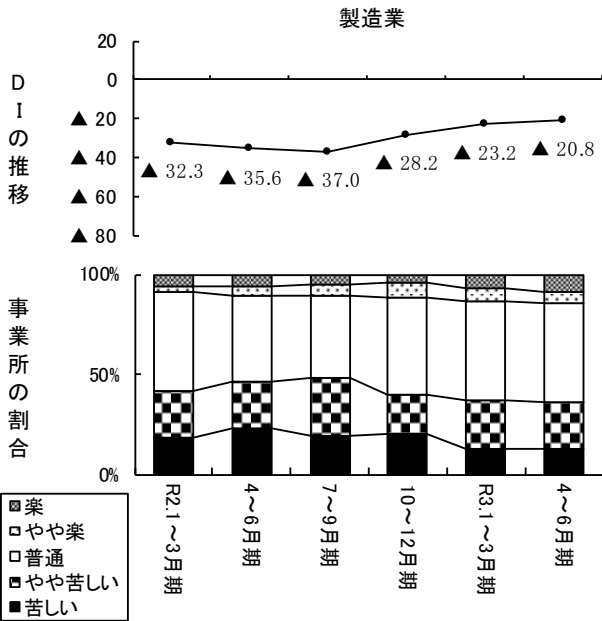 製造業
DIの推移
20
0
▲ 20
▲ 40
▲ 60
▲ 80
▲ 32.3
▲ 35.6
▲ 37.0
▲ 28.2
▲ 23.2
▲ 20.8
事業所の割合
100%
50%
0%
R2.1～3月期
4～6月期
7～9月期
10～12月期
R3.1～3月期
4～6月期
楽
やや楽
普通
やや苦しい
苦しい